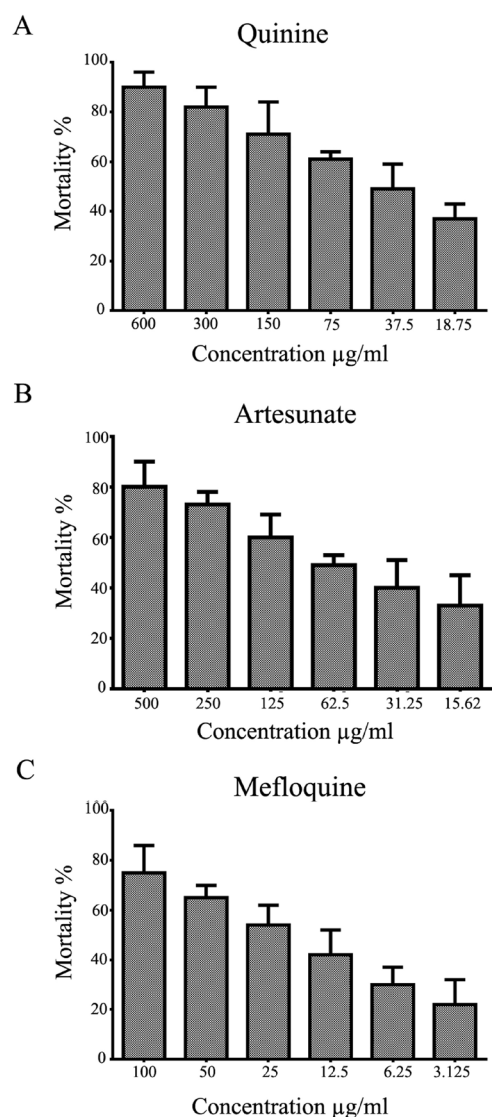 A
Quinine
Mortality %
100
80
60
40
20
0
600 300 150 75 37.5 18.75
Concentration µg/ml
B
Artesunate
Mortality %
100
80
60
40
20
0
500 250 125 62.5 31.25 15.62
Concentration µg/ml
C
Mefloquine
Mortality %
100
80
60
40
20
0
100 50 25 12.5 6.25 3.125
Concentration µg/ml